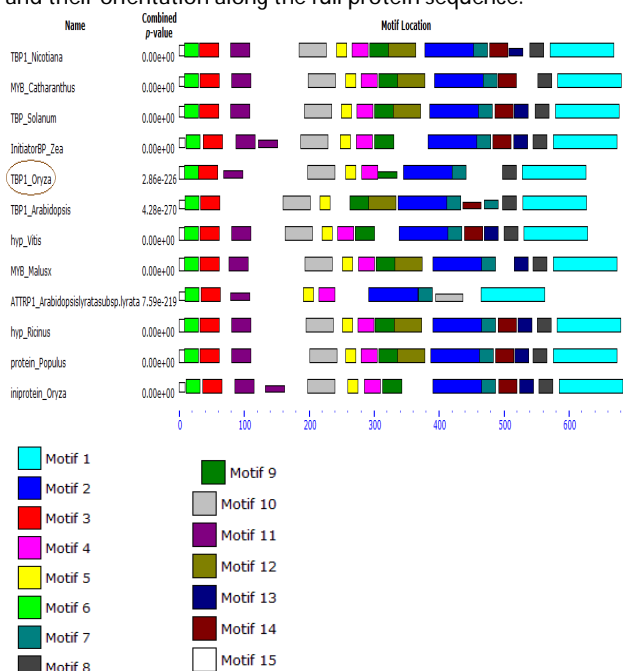 and their orientation along the full protein sequence.
Name Combined p-value Motif Location
TBP1_Nicotiana 0.00e+00
MYB_Catharanthus 0.00e+00
TBP_Solanum 0.00e+00
InitiatorBP_Zea 0.00e+00
TBP1_Oryza 2.86e-226
TBP1_Arabidopsis 4.28e-270
hyp_Vitis 0.00e+00
MYB_Malusx 0.00e+00
ATTRP1_Arabidopsislyratasubsp.lyrata 7.59e-219
hyp_Ricinus 0.00e+00
protein_Populus 0.00e+00
iniprotein_Oryza 0.00e+00
0 100 200 300 400 500 600
Motif 1
Motif 2
Motif 3
Motif 4
Motif 5
Motif 6
Motif 7
Motif 8
Motif 9
Motif 10
Motif 11
Motif 12
Motif 13
Motif 14
Motif 15